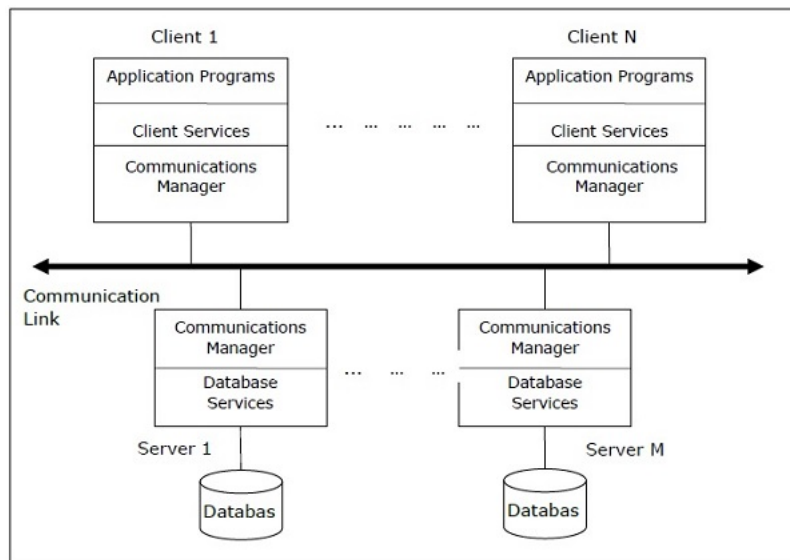 Client 1
Client N
Application Programs
Client Services
Communications
Manager
Application Programs
Client Services
Communications
Manager
... ... ... ... ...
Communication
Link
Communications
Manager
Database
Services
... ... ...
Communications
Manager
Database
Services
Server 1
Server M
Databas
Databas